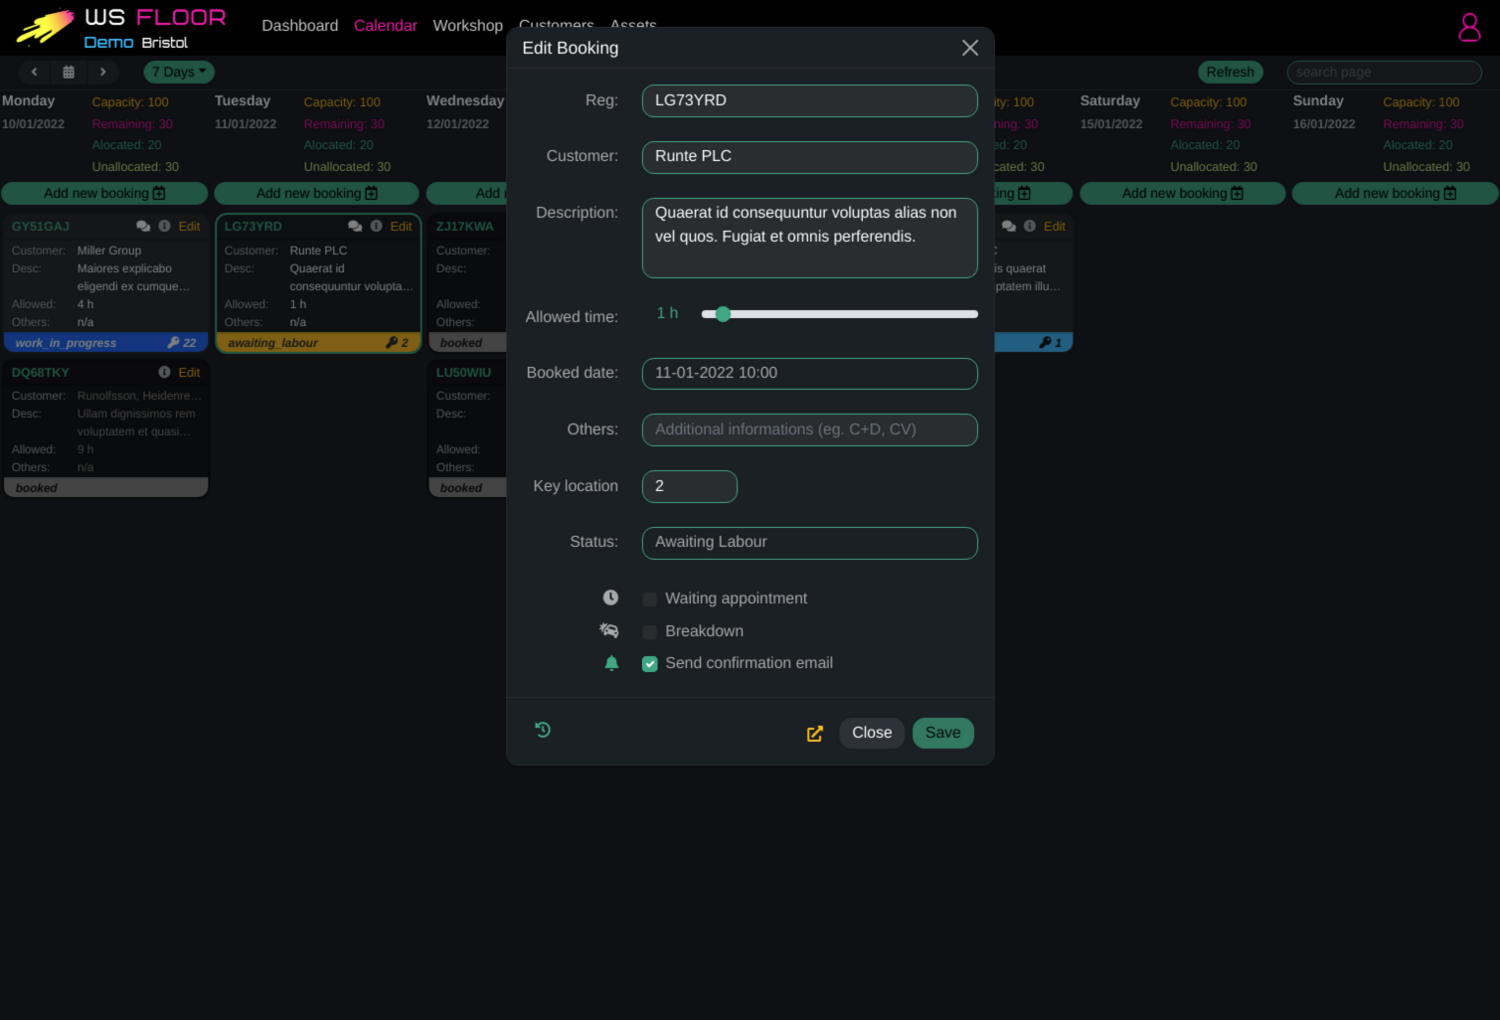 WS FLOOR
Demo Bristol
Dashboard Calendar Workshop Customers Assets
7 Days
Refresh
search page
Monday
10/01/2022
Capacity: 100
Remaining: 30
Alocated: 20
Unallocated: 30
Add new booking
Tuesday
11/01/2022
Capacity: 100
Remaining: 30
Alocated: 20
Unallocated: 30
Add new booking
Wednesday
12/01/2022
Add
ity: 100
ning: 30
ed: 20
cated: 30
ing
Saturday
15/01/2022
Capacity: 100
Remaining: 30
Alocated: 20
Unallocated: 30
Add new booking
Sunday
16/01/2022
Capacity: 100
Remaining: 30
Alocated: 20
Unallocated: 30
Add new booking
GY51GAJ Edit
Customer: Miller Group
Desc: Maiores explicabo
eligendi ex cumque...
Allowed: 4 h
Others: n/a
work_in_progress 22
DQ68TKY Edit
Customer: Runolfsson, Heidenre...
Desc: Ullam dignissimos rem
voluptatem et quasi...
Allowed: 9 h
Others: n/a
booked
LG73YRD Edit
Customer: Runte PLC
Desc: Quaerat id
consequuntur volupta...
Allowed: 1 h
Others: n/a
awaiting_labour 2
ZJ17KWA
Customer:
Desc:
Allowed:
Others:
booked
LU50WIU
Customer:
Desc:
Allowed:
Others:
booked
Edit
is quaerat
ptatem illu...
1
Edit Booking
Reg: LG73YRD
Customer: Runte PLC
Description: Quaerat id consequuntur voluptas alias non
vel quos. Fugiat et omnis perferendis.
Allowed time: 1 h
Booked date: 11-01-2022 10:00
Others: Additional informations (eg. C+D, CV)
Key location 2
Status: Awaiting Labour
Waiting appointment
Breakdown
Send confirmation email
Close Save